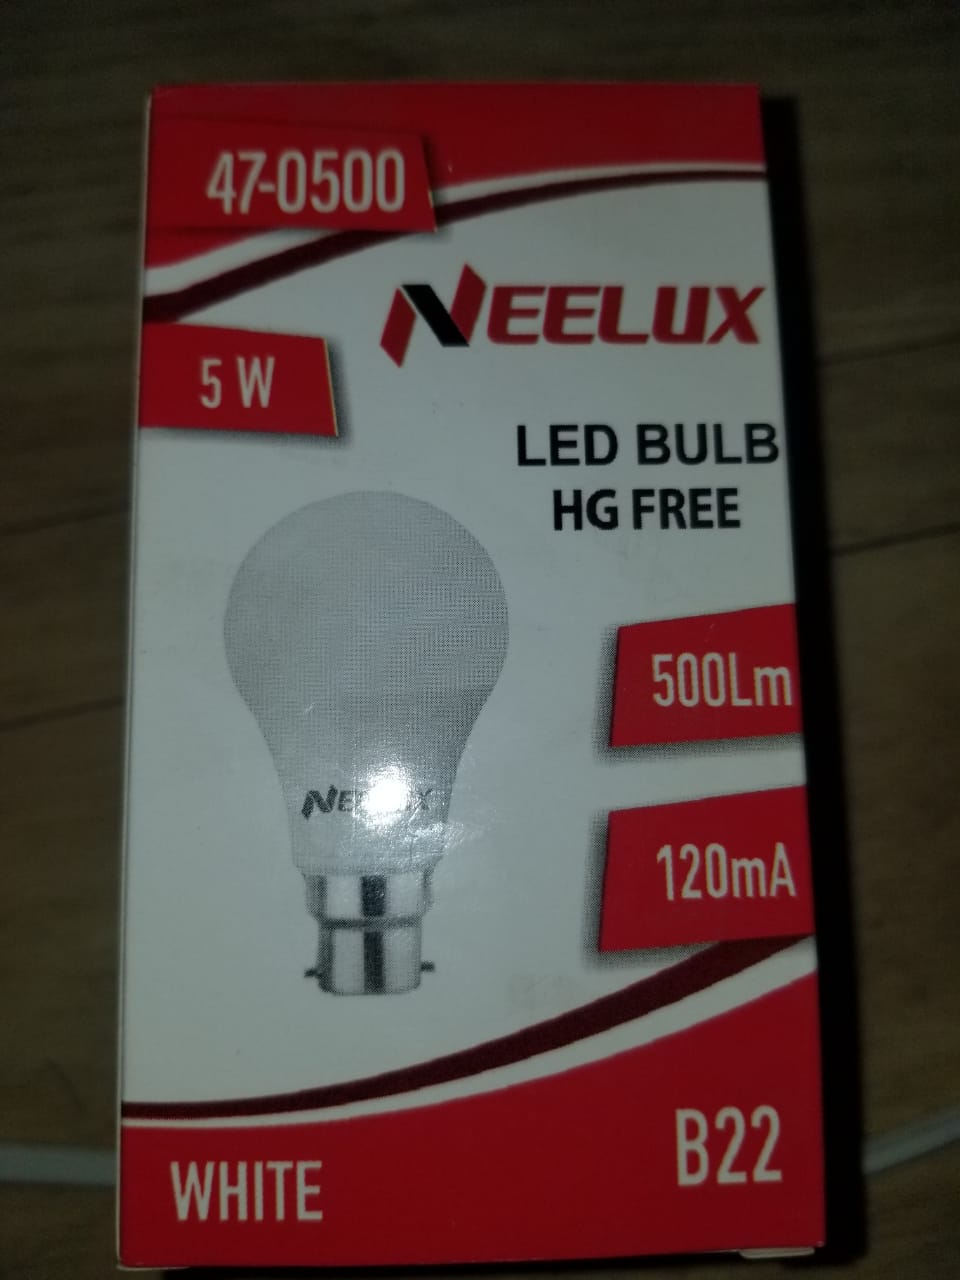 47-0500
NEELUX
5 W
LED BULB
HG FREE
500Lm
NEELUX
120mA
B22
WHITE